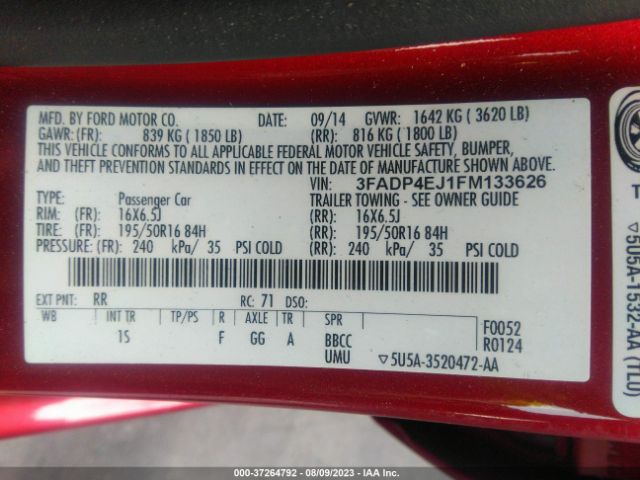 MFD. BY FORD MOTOR CO. DATE: 09/14 GVWR: 1642 KG ( 3620 LB)
GAWR: (FR) 839 KG ( 1850 LB) (RR): 816 KG ( 1800 LB)
THIS VEHICLE CONFORMS TO ALL APPLICABLE FEDERAL MOTOR VEHICLE SAFETY, BUMPER,
AND THEFT PREVENTION STANDARDS IN EFFECT ON THE DATE OF MANUFACTURE SHOWN ABOVE.
VIN: 3FADP4EJ1FM133626
TYPE: Passenger Car TRAILER TOWING - SEE OWNER GUIDE
RIM: (FR) 16X6.5J (RR): 16X6.5J
TIRE: (FR): 195/50R16 84H (RR): 195/50R16 84H
PRESSURE: (FR) 240 kPa/ 35 PSI COLD (RR): 240 kPa/ 35 PSI COLD
EXT PNT: RR RC: 71 DSO:
WB INT TR TP/PS R AXLE TR SPR F0052
1S F GG A BBCC R0124
UMU ▽5U5A-3520472-AA
▽5U5A-1532-AA (TL0)
000-37264792 - 08/09/2023 - IAA Inc.